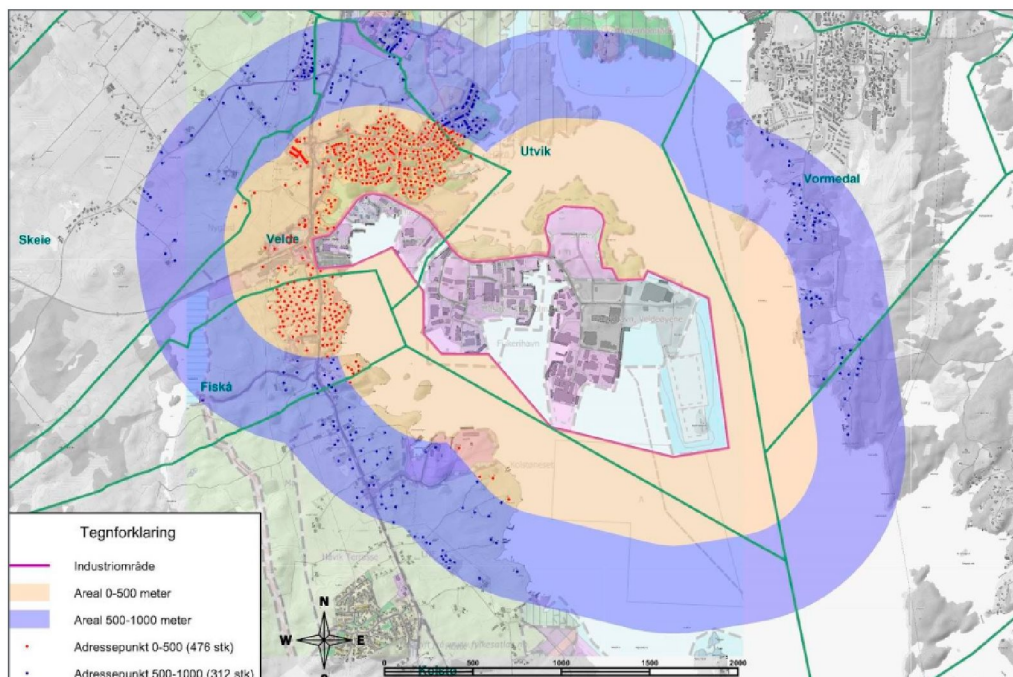 Utvik
Vormedal
Skeie
Velde
Fiskå
Tegnforklaring
Industriområde
Areal 0-500 meter
Areal 500-1000 meter
Adressepunkt 0-500 (476 stk)
Adressepunkt 500-1000 (312 stk)
N
W E
0 500 1000 1500 2000